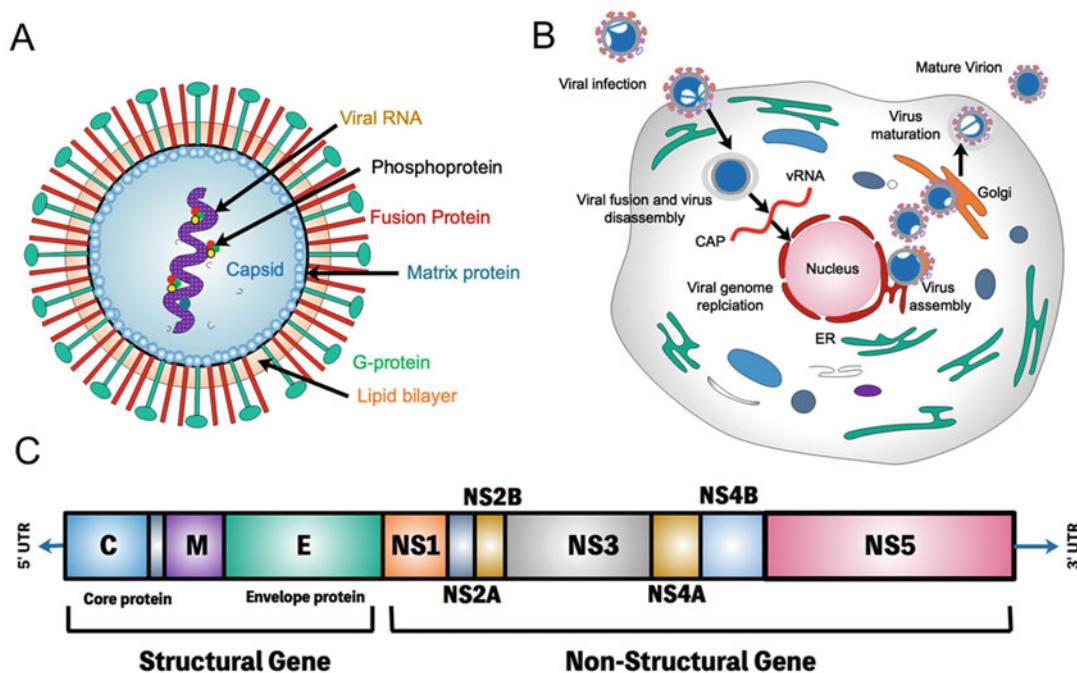 A
Viral RNA
Phosphoprotein
Fusion Protein
Capsid
Matrix protein
G-protein
Lipid bilayer
B
Viral infection
Mature Virion
Virus
maturation
vRNA
Golgi
Viral fusion and virus
disassembly
CAP
Nucleus
Viral genome
replciation
Virus
assembly
ER
C
NS2B
NS4B
5' UTR
C
M
E
NS1
NS3
NS5
3' UTR
Core protein
Envelope protein
NS2A
NS4A
Structural Gene
Non-Structural Gene